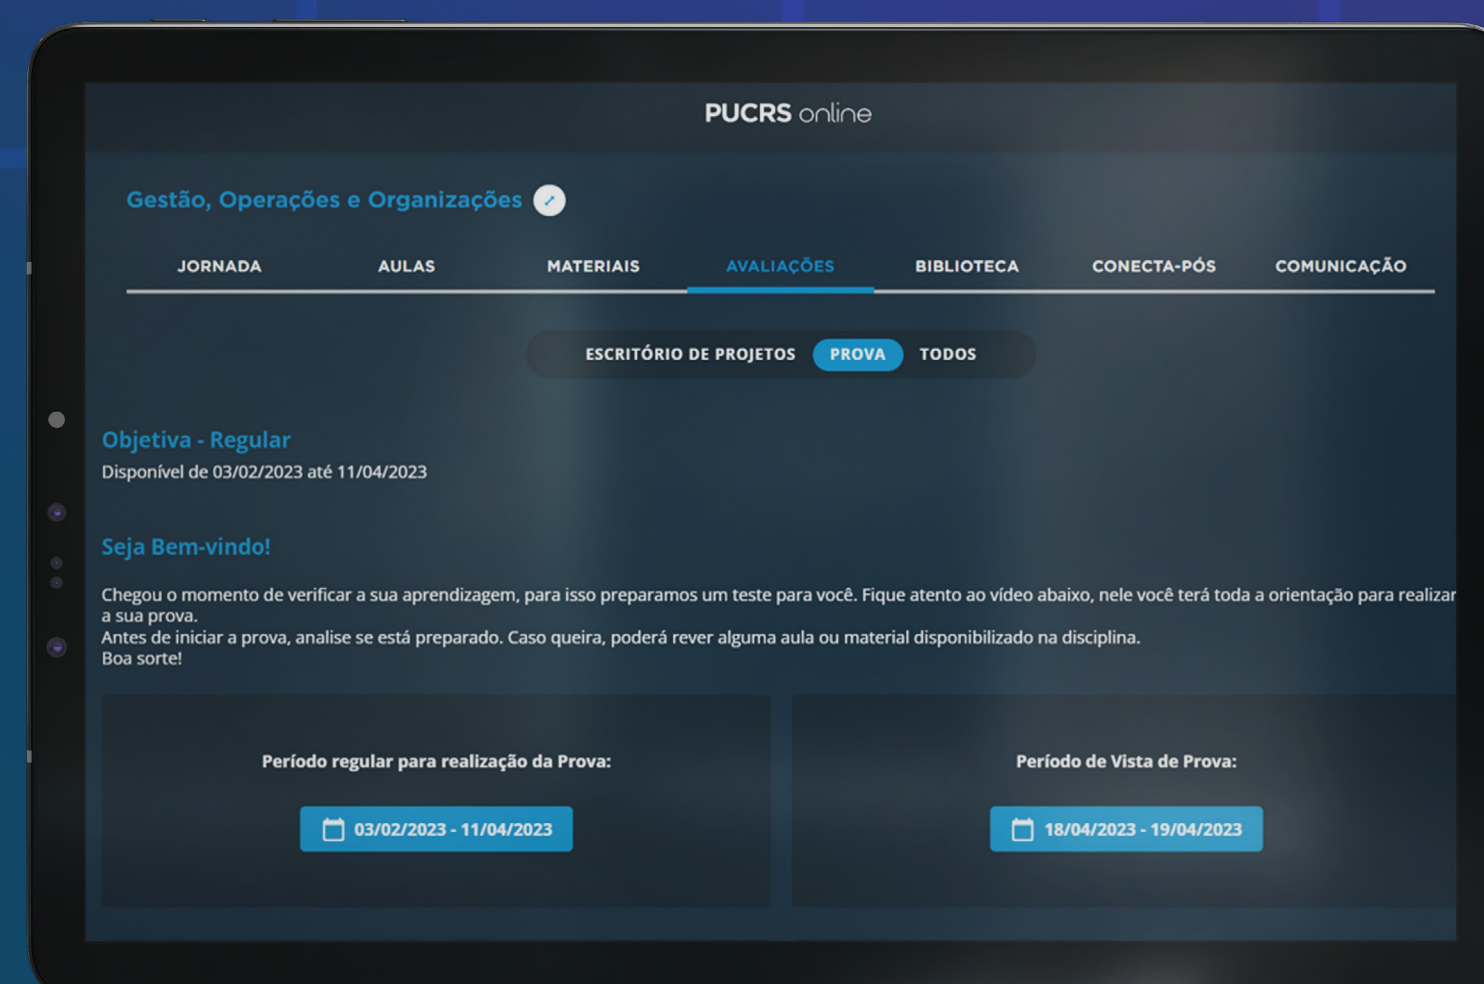 PUCRS online
Gestão, Operações e Organizações
JORNADA AULAS MATERIAIS AVALIAÇÕES BIBLIOTECA CONECTA-PÓS COMUNICAÇÃO
ESCRITÓRIO DE PROJETOS PROVA TODOS
Objetiva - Regular
Disponível de 03/02/2023 até 11/04/2023
Seja Bem-vindo!
Chegou o momento de verificar a sua aprendizagem, para isso preparamos um teste para você. Fique atento ao vídeo abaixo, nele você terá toda a orientação para realizar
a sua prova.
Antes de iniciar a prova, analise se está preparado. Caso queira, poderá rever alguma aula ou material disponibilizado na disciplina.
Boa sorte!
Período regular para realização da Prova:
03/02/2023 - 11/04/2023
Período de Vista de Prova:
18/04/2023 - 19/04/2023